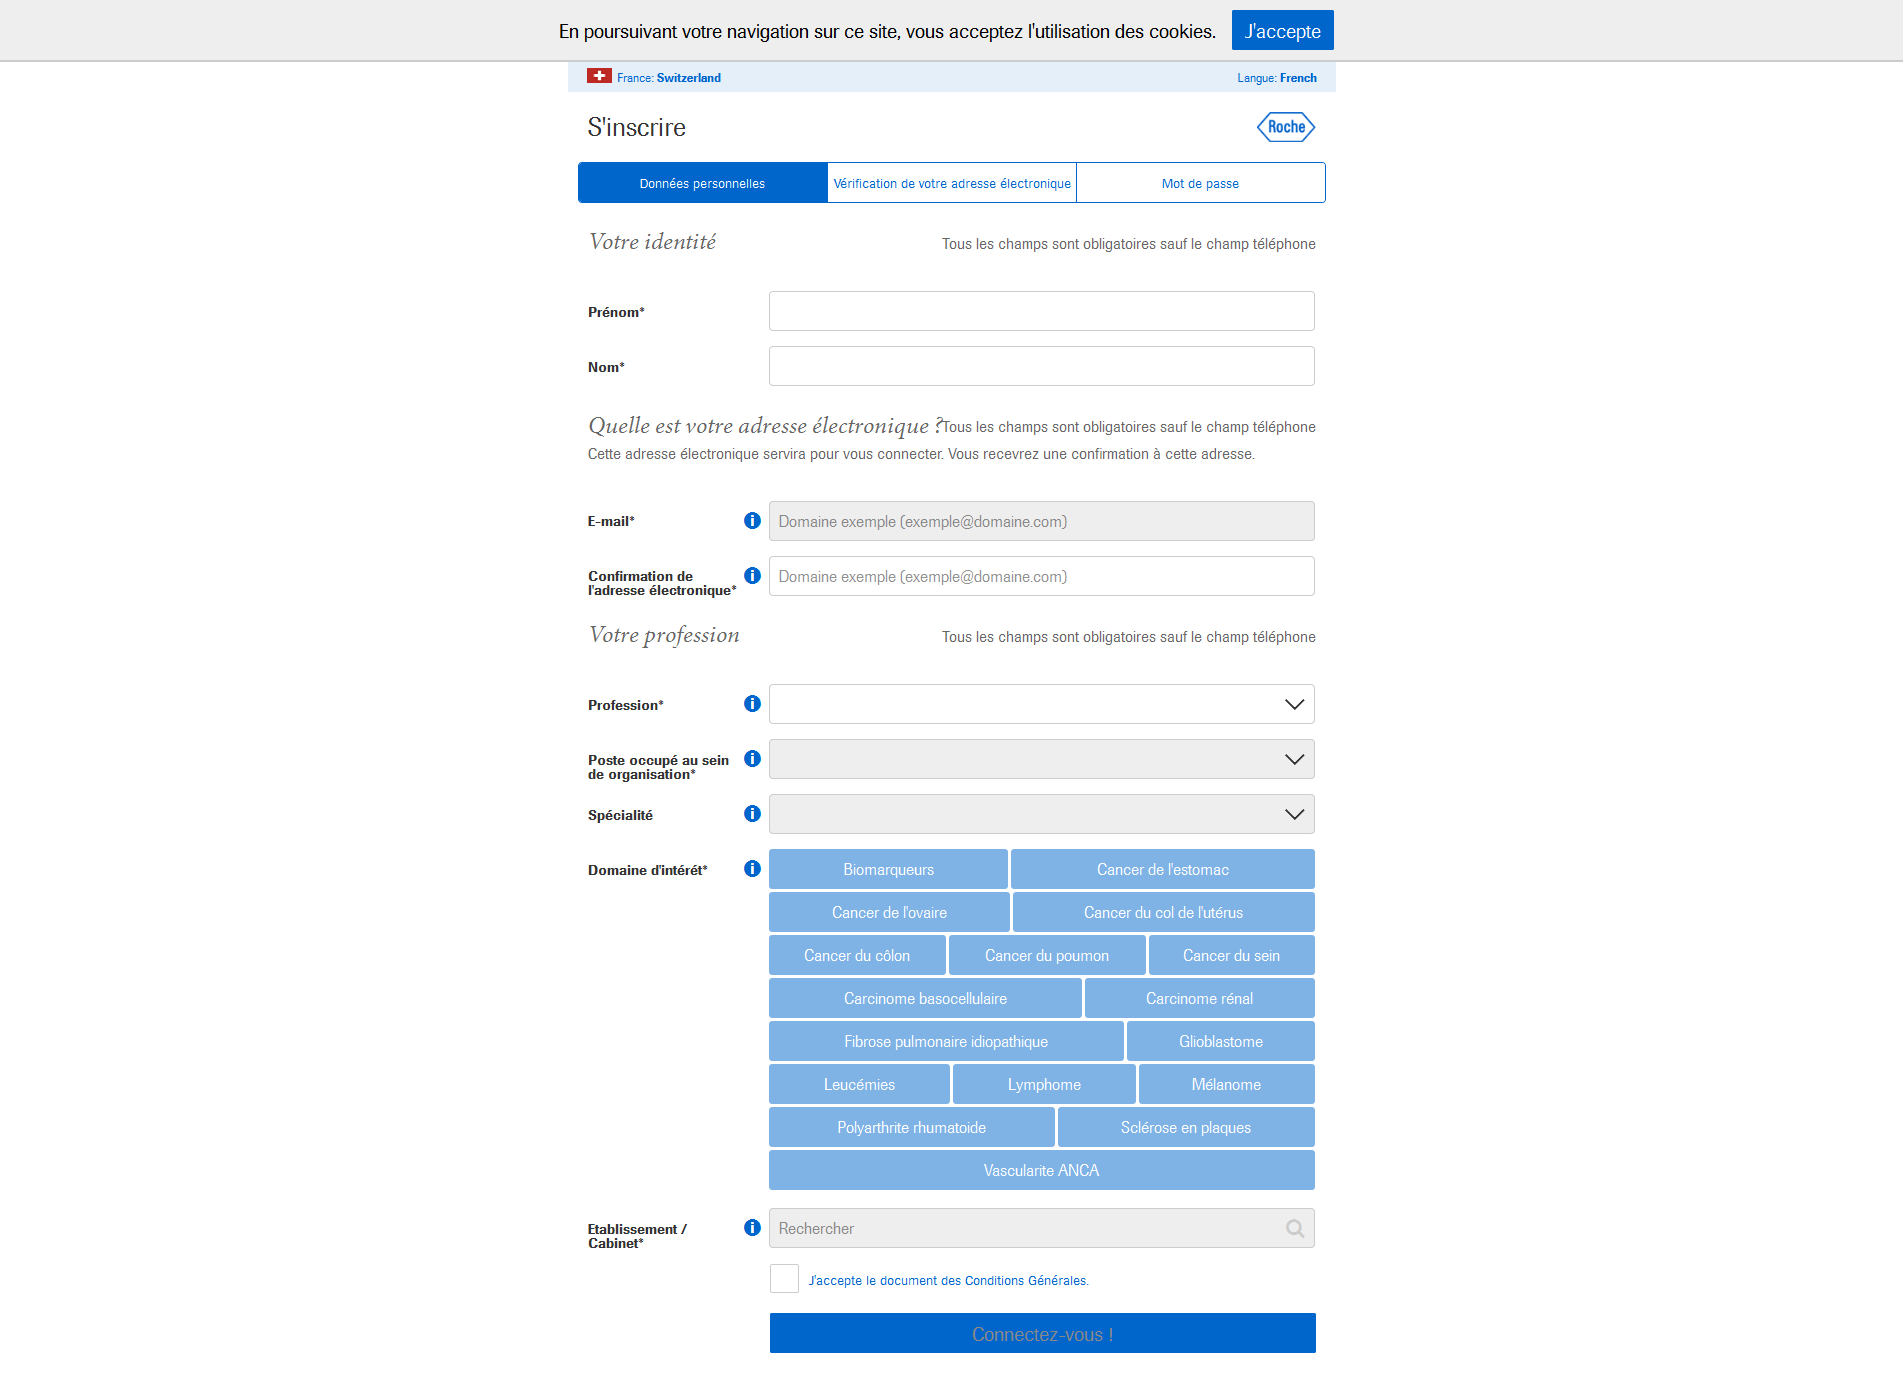 En poursuivant votre navigation sur ce site, vous acceptez l'utilisation des cookies. J'accepte
France: Switzerland Langue: French
S'inscrire Roche
Données personnelles Vérification de votre adresse électronique Mot de passe
Votre identité Tous les champs sont obligatoires sauf le champ téléphone
Prénom*
Nom*
Quelle est votre adresse électronique ? Tous les champs sont obligatoires sauf le champ téléphone
Cette adresse électronique servira pour vous connecter. Vous recevrez une confirmation à cette adresse.
E-mail* Domaine exemple (exemple@domaine.com)
Confirmation de
l'adresse électronique* Domaine exemple (exemple@domaine.com)
Votre profession Tous les champs sont obligatoires sauf le champ téléphone
Profession*
Poste occupé au sein
de organisation*
Spécialité
Domaine d'intérét* Biomarqueurs Cancer de l'estomac
Cancer de l'ovaire Cancer du col de l'utérus
Cancer du côlon Cancer du poumon Cancer du sein
Carcinome basocellulaire Carcinome rénal
Fibrose pulmonaire idiopathique Glioblastome
Leucémies Lymphome Mélanome
Polyarthrite rhumatoide Sclérose en plaques
Vascularite ANCA
Etablissement /
Cabinet* Rechercher
J'accepte le document des Conditions Générales.
Connectez-vous !